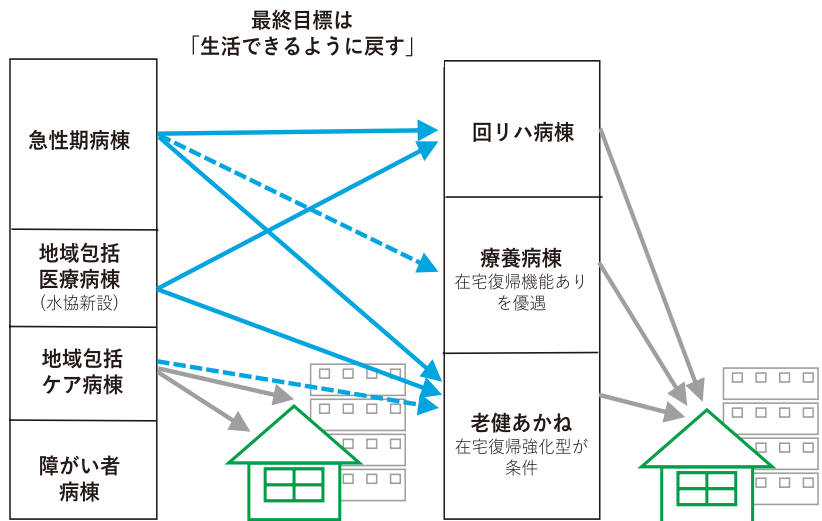 最終目標は
「生活できるように戻す」
急性期病棟
地域包括
医療病棟
(水協新設)
地域包括
ケア病棟
障がい者
病棟
回リハ病棟
療養病棟
在宅復帰機能あり
を優遇
老健あかね
在宅復帰強化型が
条件